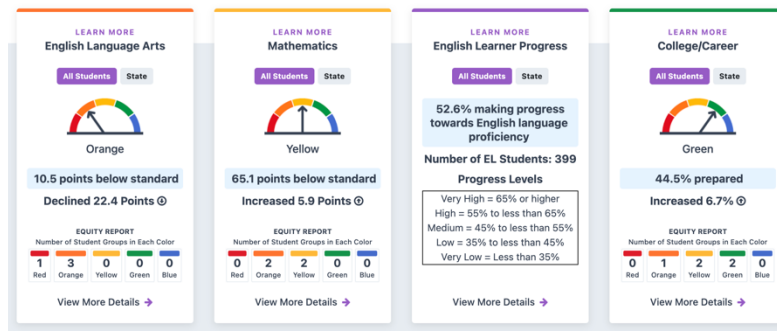 LEARN MORE
English Language Arts
All Students State
Orange
10.5 points below standard
Declined 22.4 Points
EQUITY REPORT
Number of Student Groups in Each Color
1 3 0 0 0
Red Orange Yellow Green Blue
View More Details
LEARN MORE
Mathematics
All Students State
Yellow
65.1 points below standard
Increased 5.9 Points
EQUITY REPORT
Number of Student Groups in Each Color
0 2 2 0 0
Red Orange Yellow Green Blue
View More Details
LEARN MORE
English Learner Progress
All Students State
52.6% making progress
towards English language
proficiency
Number of EL Students: 399
Progress Levels
Very High = 65% or higher
High = 55% to less than 65%
Medium = 45% to less than 55%
Low = 35% to less than 45%
Very Low = Less than 35%
View More Details
LEARN MORE
College/Career
All Students State
Green
44.5% prepared
Increased 6.7%
EQUITY REPORT
Number of Student Groups in Each Color
0 1 2 2 0
Red Orange Yellow Green Blue
View More Details